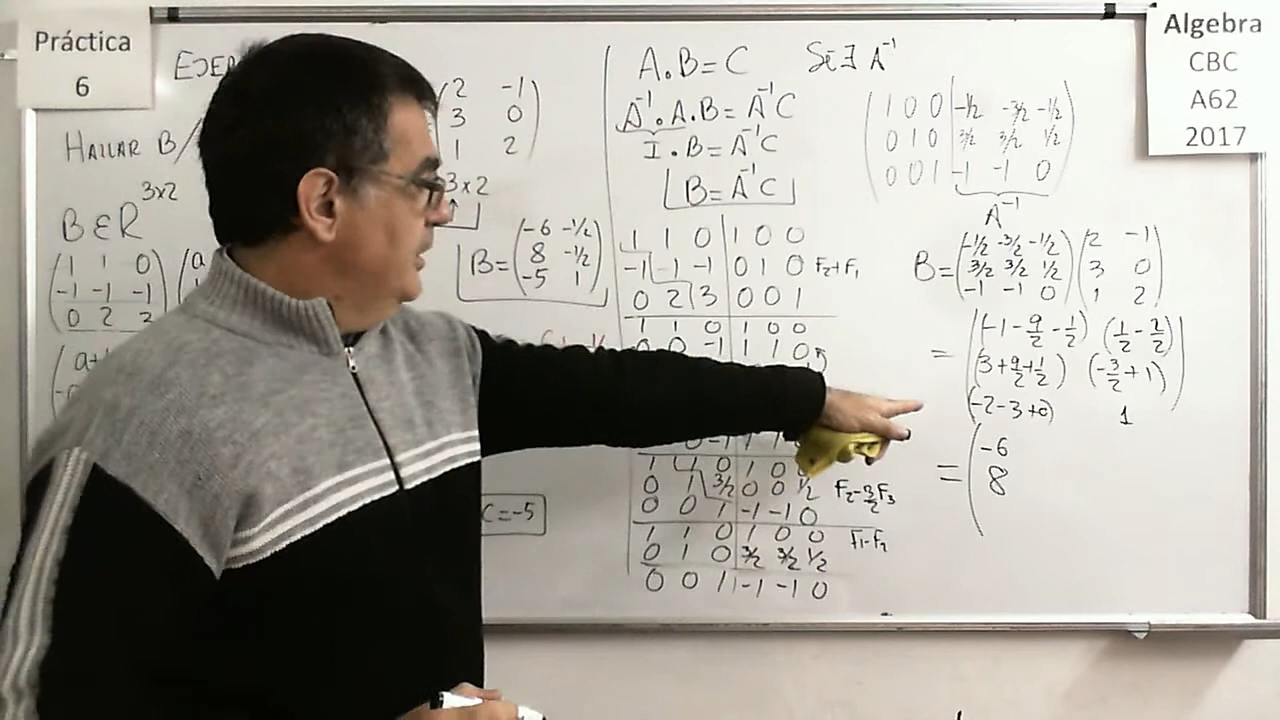 Práctica
6
Algebra
CBC
A62
2017
HALLAR B/
2 -1
3 0
1 2
3x2
B ∈ R 3x2
1 1 0
-1 -1 -1
0 2 3
(a
B = -6 -1/2
8 -1/2
-5 1
C = -5
A.B = C Si ∃ A⁻¹
A⁻¹.A.B = A⁻¹C
I.B = A⁻¹C
B = A⁻¹C
1 1 0 | 1 0 0
-1 -1 -1 | 0 1 0 F₂+F₁
0 2 3 | 0 0 1
1 1 0 | 1 0 0
0 0 -1 | 1 1 0
1 1 0 | 1 0
0 1 3/2 | 0 0 1/2 F₂-3/2F₃
0 0 1 | -1 -1 0
1 1 0 | 1 0 0 F₁-F₂
0 1 0 | 3/2 3/2 1/2
0 0 1 | -1 -1 0
1 0 0 | -1/2 -3/2 -1/2
0 1 0 | 3/2 3/2 1/2
0 0 1 | -1 -1 0
A⁻¹
B = (-1/2 -3/2 -1/2) (2 -1)
3/2 3/2 1/2 3 0
-1 -1 0 1 2
= (-1 - 9/2 - 1/2) (1/2 - 2/2)
(3 + 9/2 + 1/2) (-3/2 + 1)
(-2 - 3 + 0) 1
= (-6
8